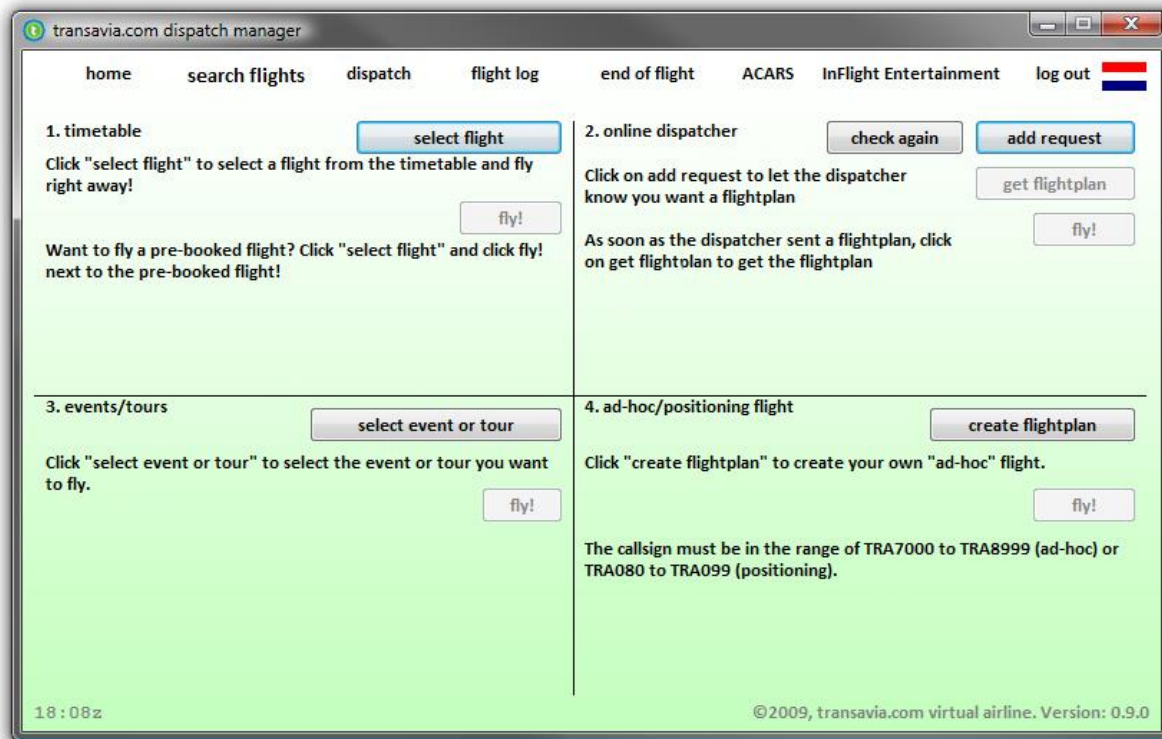 transavia.com dispatch manager
home search flights dispatch flight log end of flight ACARS InFlight Entertainment log out
1. timetable
select flight
Click "select flight" to select a flight from the timetable and fly
right away!
fly!
Want to fly a pre-booked flight? Click "select flight" and click fly!
next to the pre-booked flight!
2. online dispatcher
check again
add request
Click on add request to let the dispatcher
know you want a flightplan
get flightplan
fly!
As soon as the dispatcher sent a flightplan, click
on get flightplan to get the flightplan
3. events/tours
select event or tour
Click "select event or tour" to select the event or tour you want
to fly.
fly!
4. ad-hoc/positioning flight
create flightplan
Click "create flightplan" to create your own "ad-hoc" flight.
fly!
The callsign must be in the range of TRA7000 to TRA8999 (ad-hoc) or
TRA080 to TRA099 (positioning).
18:08z
©2009, transavia.com virtual airline. Version: 0.9.0